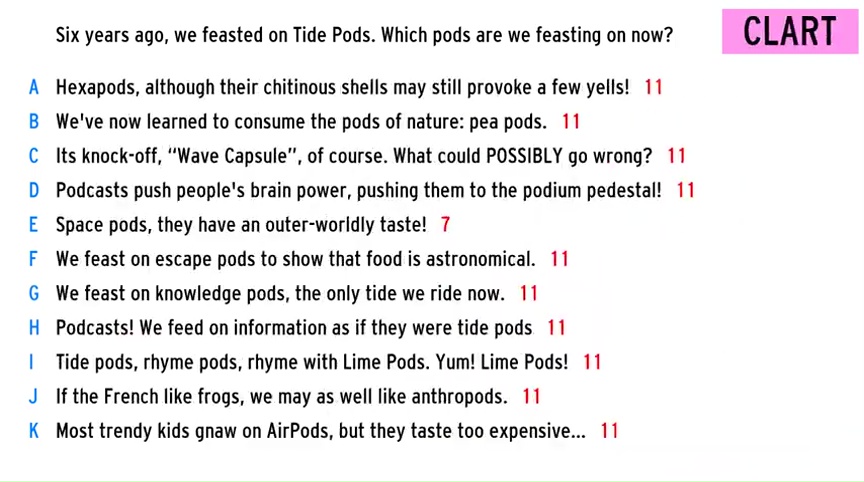 Six years ago, we feasted on Tide Pods. Which pods are we feasting on now?
CLART
A Hexapods, although their chitinous shells may still provoke a few yells! 11
B We've now learned to consume the pods of nature: pea pods. 11
C Its knock-off, “Wave Capsule”, of course. What could POSSIBLY go wrong? 11
D Podcasts push people's brain power, pushing them to the podium pedestal! 11
E Space pods, they have an outer-worldly taste! 7
F We feast on escape pods to show that food is astronomical. 11
G We feast on knowledge pods, the only tide we ride now. 11
H Podcasts! We feed on information as if they were tide pods 11
I Tide pods, rhyme pods, rhyme with Lime Pods. Yum! Lime Pods! 11
J If the French like frogs, we may as well like anthropods. 11
K Most trendy kids gnaw on AirPods, but they taste too expensive... 11